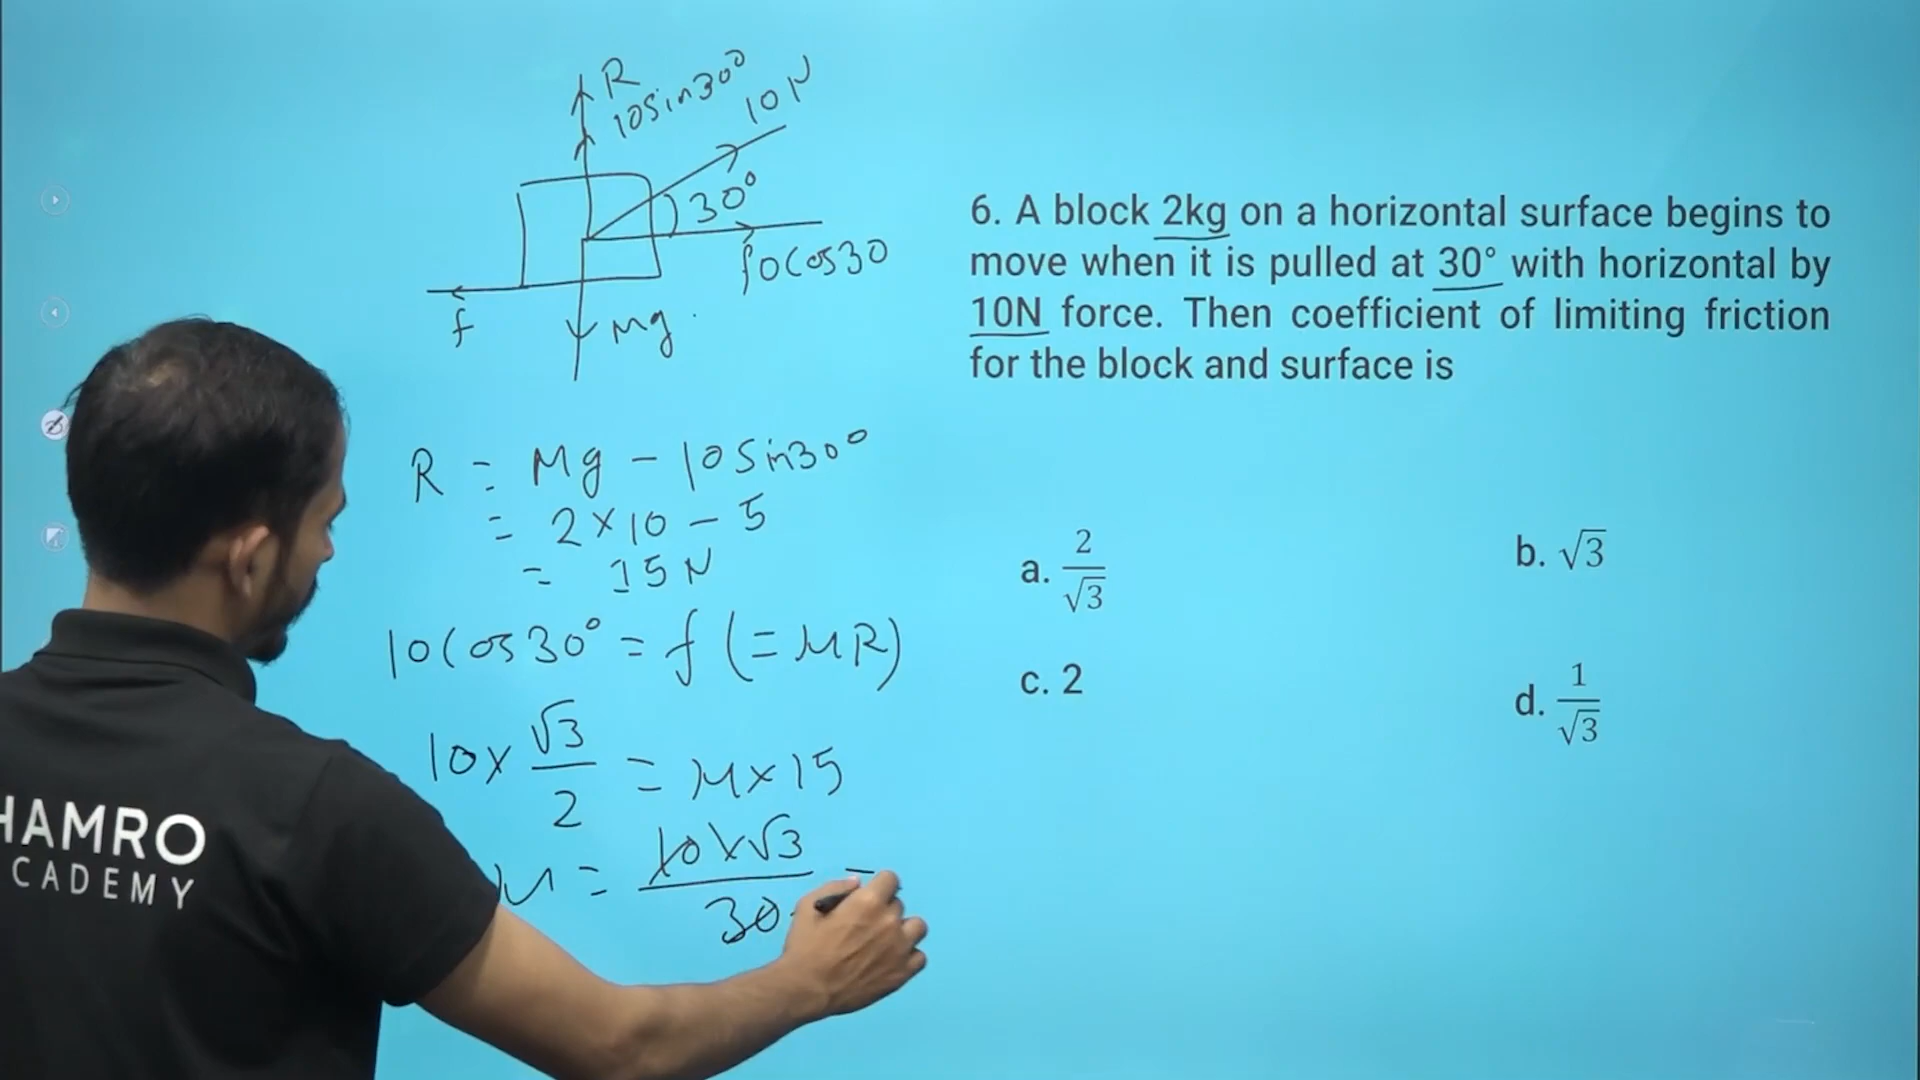 R
10Sin30°
10N
30°
10Cos30
f
Mg.
R = Mg - 10Sin30°
= 2×10 - 5
= 15N
10Cos30° = f (= μR)
10× √3/2 = μ×15
μ = 10×√3/30 =
6. A block 2kg on a horizontal surface begins to
move when it is pulled at 30° with horizontal by
10N force. Then coefficient of limiting friction
for the block and surface is
a. 2/√3
b. √3
c. 2
d. 1/√3
HAMRO
CADEMY